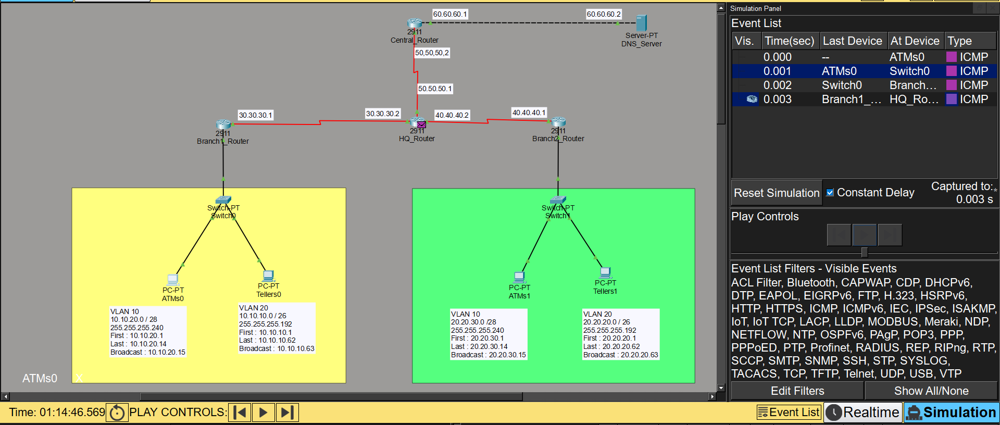 60.60.60.1
60.60.60.2
2911
Central_Router
Server-PT
DNS_Server
50,50,50,2
50.50.50.1
30.30.30.1
30.30.30.2
40.40.40.2
40.40.40.1
2911
Branch1_Router
2911
HQ_Router
2911
Branch2_Router
Switch-PT
Switch0
Switch-PT
Switch1
PC-PT
ATMs0
PC-PT
Tellers0
PC-PT
ATMs1
PC-PT
Tellers1
VLAN 10
10.10.20.0 / 28
255.255.255.240
First : 10.10.20.1
Last : 10.10.20.14
Broadcast : 10.10.20.15
VLAN 20
10.10.10.0 / 26
255.255.255.192
First : 10.10.10.1
Last : 10.10.10.62
Broadcast : 10.10.10.63
VLAN 10
20.20.30.0 /28
255.255.255.240
First : 20.20.30.1
Last : 20.20.30.14
Broadcast : 20.20.30.15
VLAN 20
20.20.20.0 / 26
255.255.255.192
First : 20.20.20.1
Last : 20.20.20.62
Broadcast : 20.20.20.63
ATMs0 X
Simulation Panel
Event List
Vis. Time(sec) Last Device At Device Type
0.000 -- ATMs0 ICMP
0.001 ATMs0 Switch0 ICMP
0.002 Switch0 Branch... ICMP
0.003 Branch1_... HQ_Ro... ICMP
Reset Simulation
Constant Delay
Captured to:*
0.003 s
Play Controls
Event List Filters - Visible Events
ACL Filter, Bluetooth, CAPWAP, CDP, DHCPv6,
DTP, EAPOL, EIGRPv6, FTP, H.323, HSRPv6,
HTTP, HTTPS, ICMP, ICMPv6, IEC, IPSec, ISAKMP,
IoT, IoT TCP, LACP, LLDP, MODBUS, Meraki, NDP,
NETFLOW, NTP, OSPFv6, PAgP, POP3, PPP,
PPPoED, PTP, Profinet, RADIUS, REP, RIPng, RTP,
SCCP, SMTP, SNMP, SSH, STP, SYSLOG,
TACACS, TCP, TFTP, Telnet, UDP, USB, VTP
Edit Filters
Show All/None
Time: 01:14:46.569
PLAY CONTROLS:
Event List
Realtime
Simulation